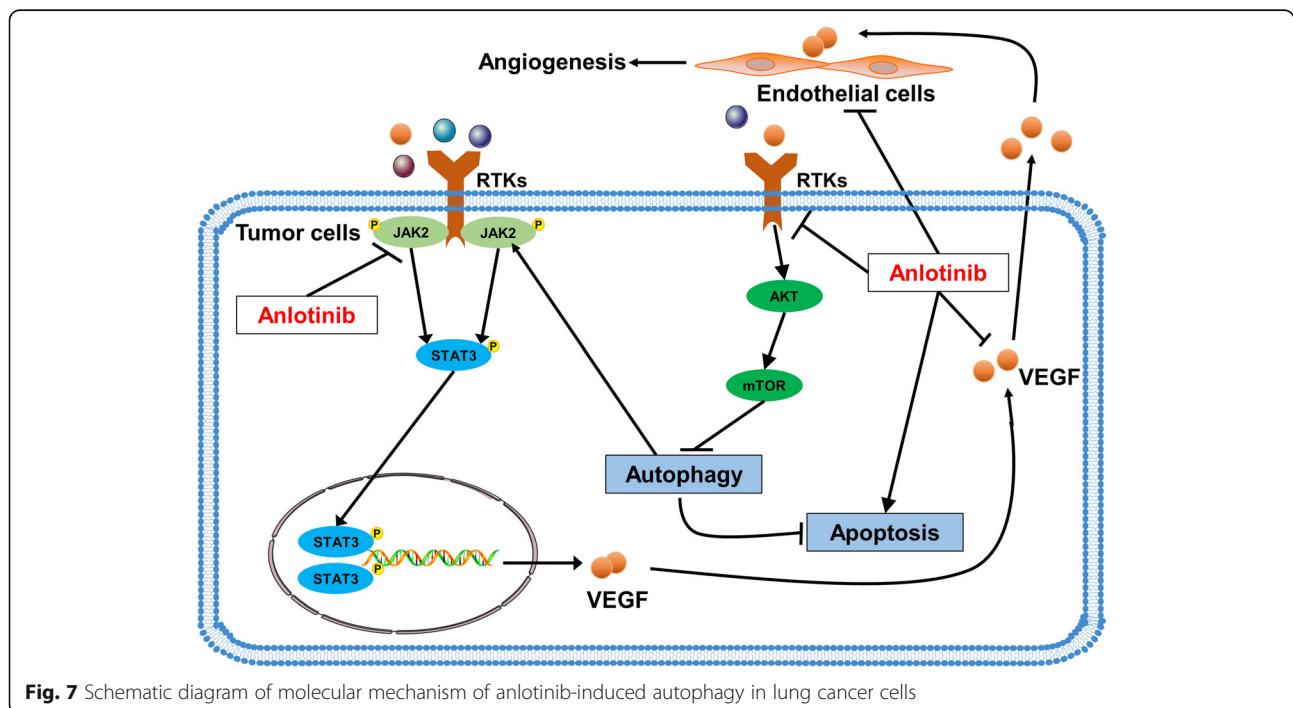 Angiogenesis
Endothelial cells
RTKs
RTKs
Tumor cells
P
JAK2
JAK2
P
Anlotinib
Anlotinib
AKT
STAT3
P
mTOR
VEGF
Autophagy
Apoptosis
STAT3
P
STAT3
P
VEGF
Fig. 7 Schematic diagram of molecular mechanism of anlotinib-induced autophagy in lung cancer cells